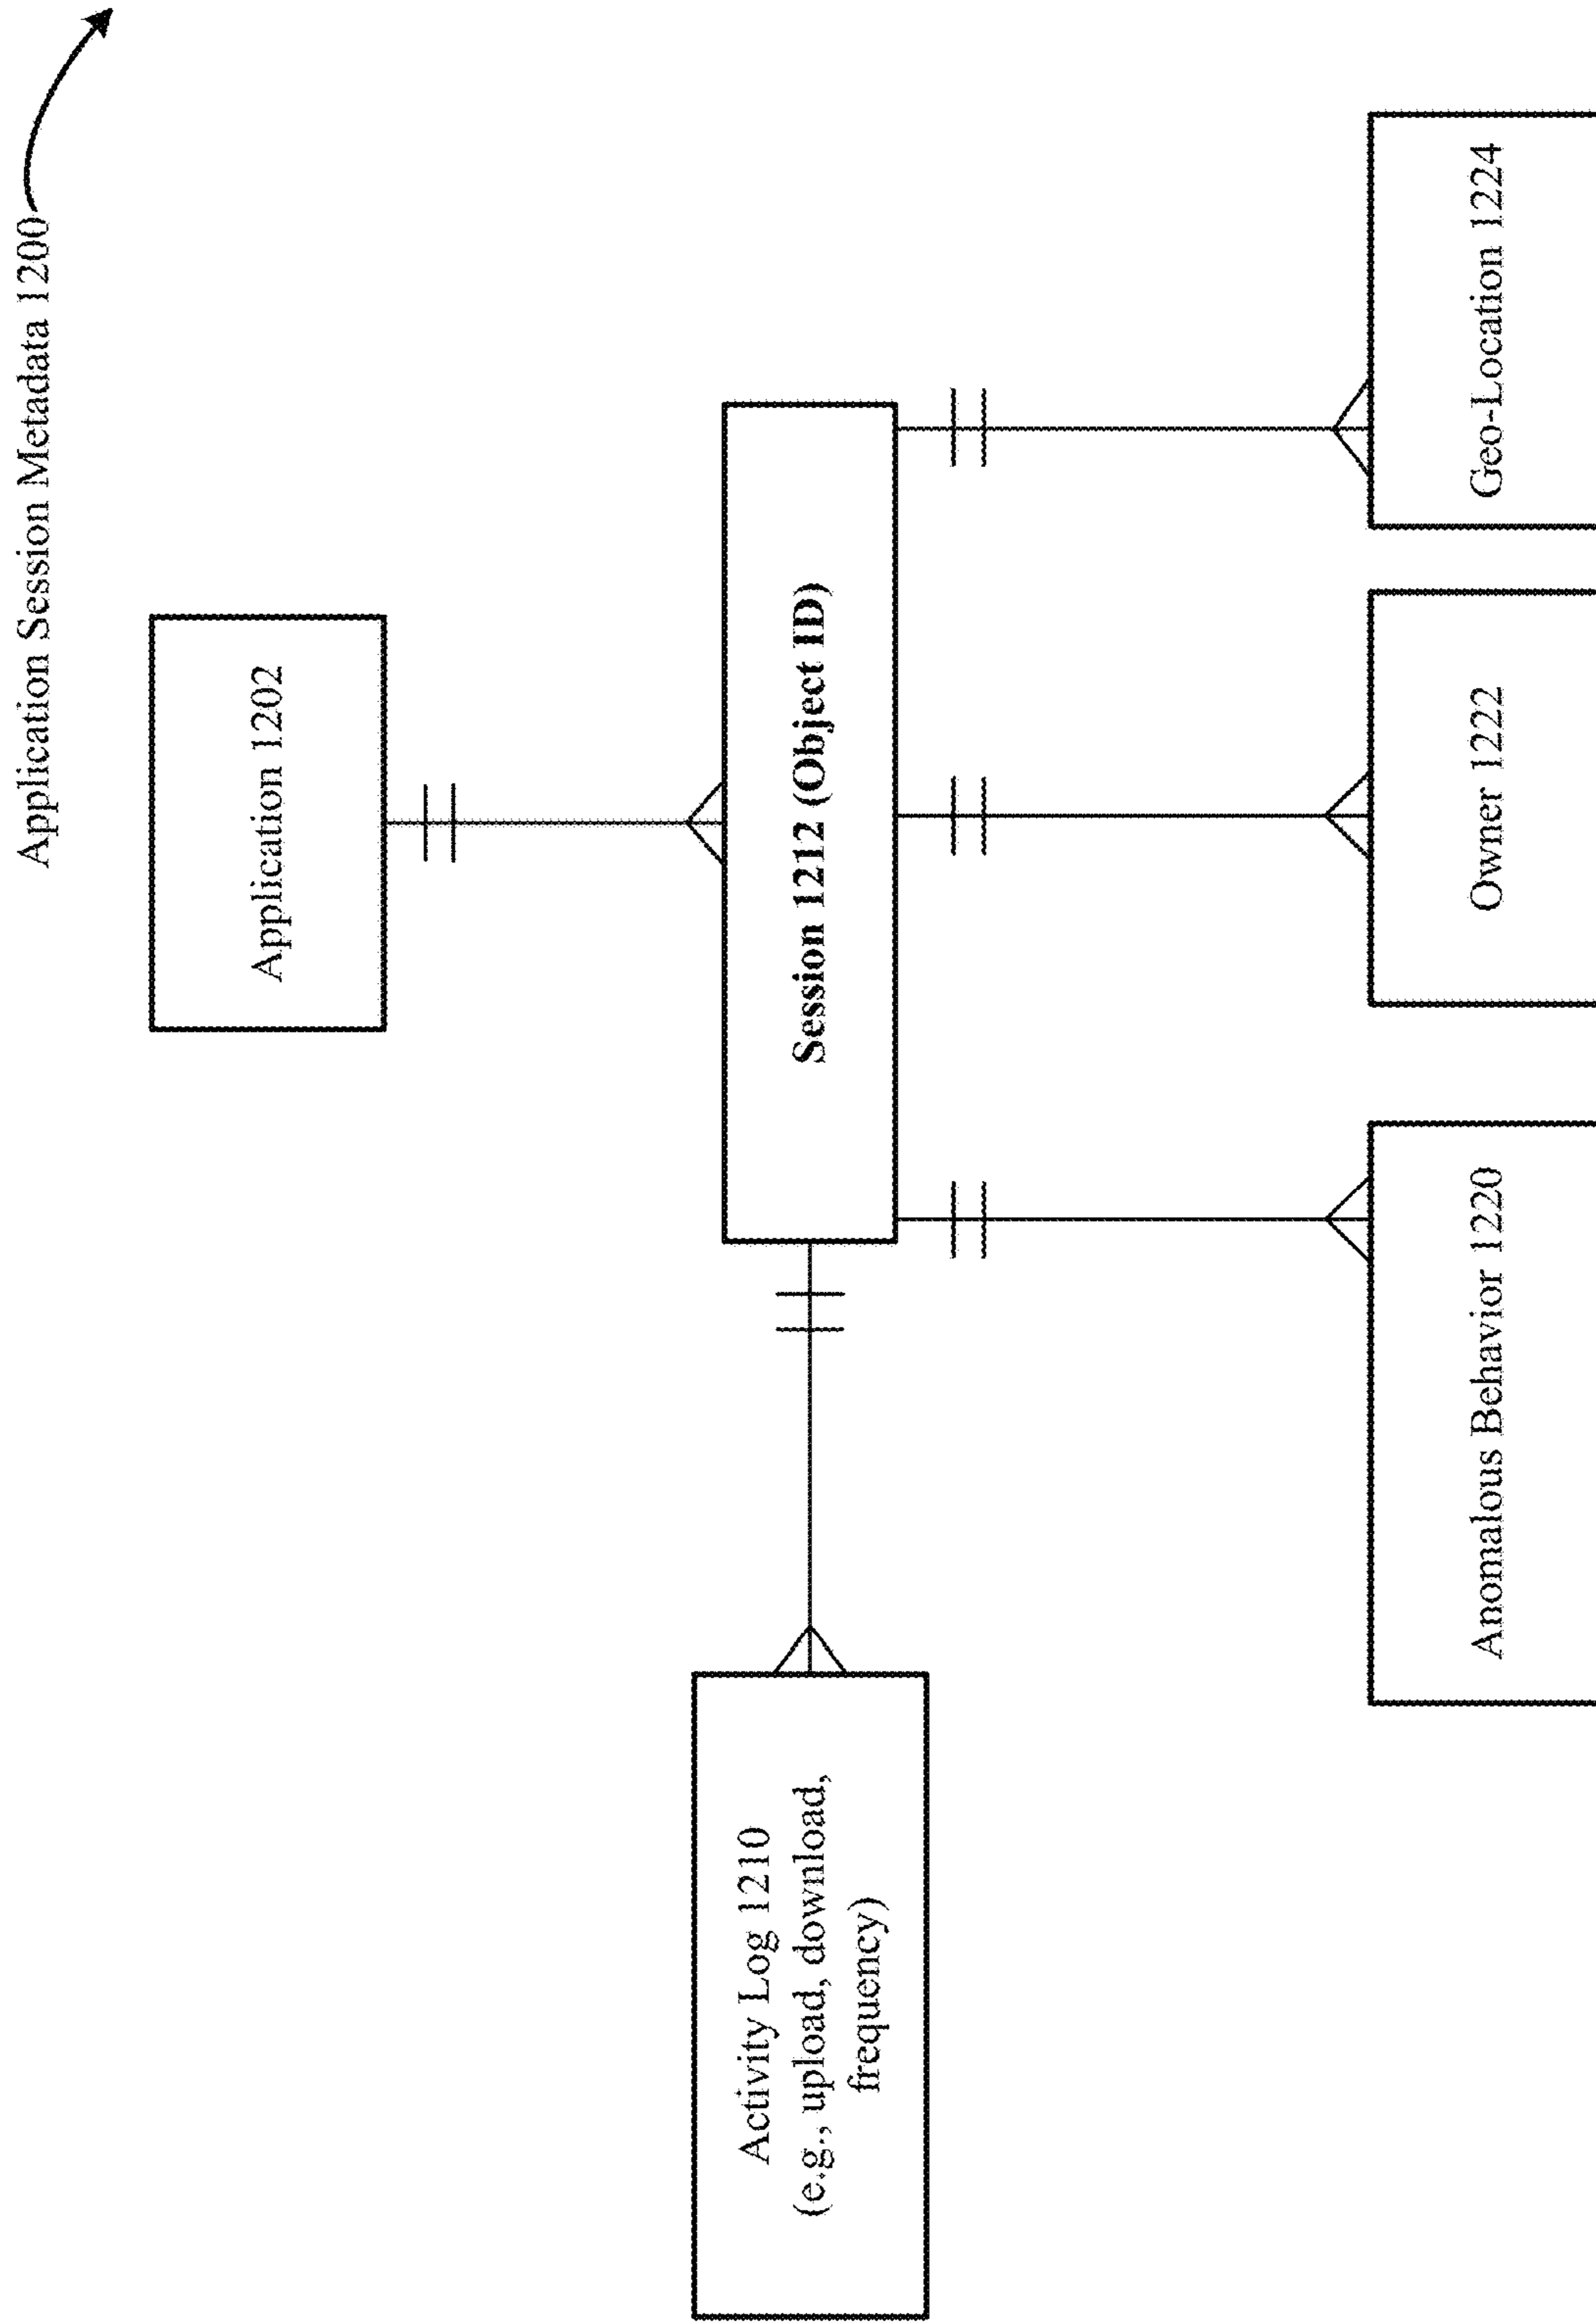 Application Session Metadata 1200
Application 1202
Activity Log 1210
(e.g., upload, download,
frequency)
Session 1212 (Object ID)
Anomalous Behavior 1220
Owner 1222
Geo-Location 1224